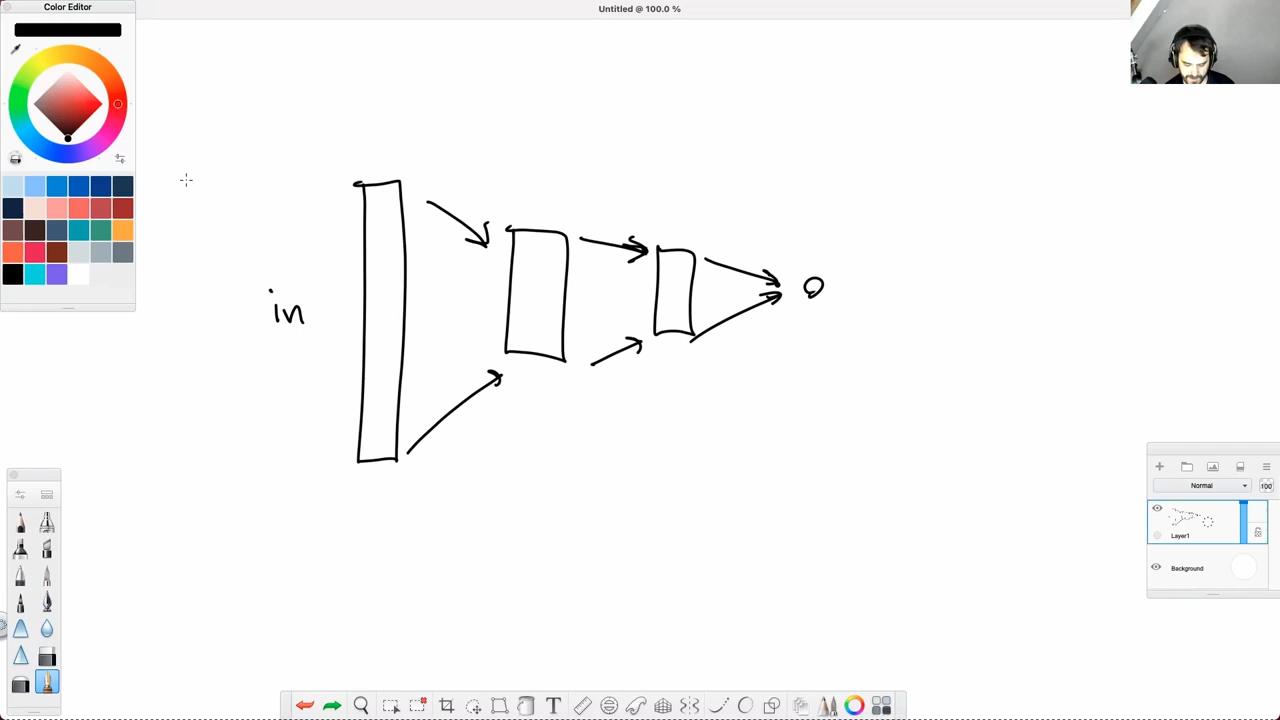 Color Editor
Untitled @ 100.0 %
in
Normal
100
Layer1
Background
T